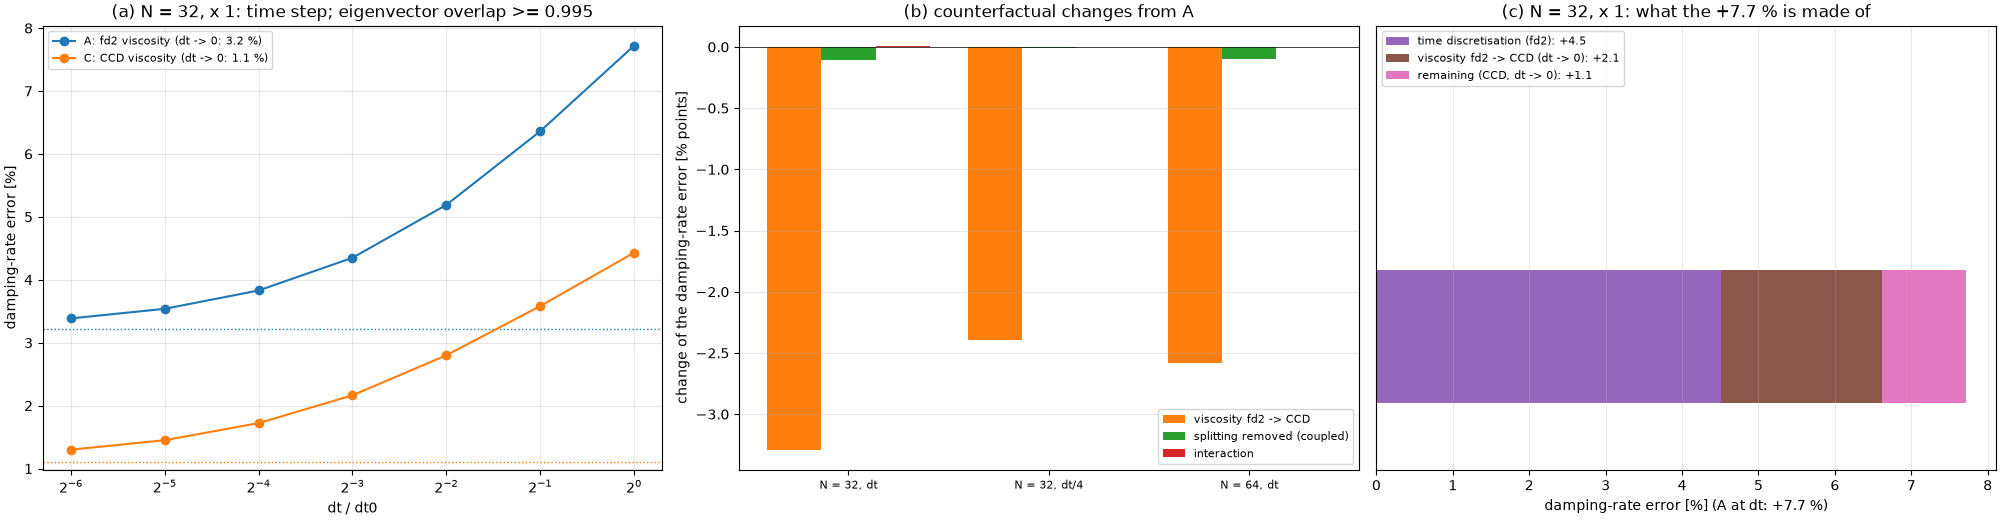 (a) N = 32, x 1: time step; eigenvector overlap >= 0.995
A: fd2 viscosity (dt -> 0: 3.2 %)
C: CCD viscosity (dt -> 0: 1.1 %)
damping-rate error [%]
8
7
6
5
4
3
2
1
2⁻⁶
2⁻⁵
2⁻⁴
2⁻³
2⁻²
2⁻¹
2⁰
dt / dt0
(b) counterfactual changes from A
change of the damping-rate error [% points]
0.0
−0.5
−1.0
−1.5
−2.0
−2.5
−3.0
viscosity fd2 -> CCD
splitting removed (coupled)
interaction
N = 32, dt
N = 32, dt/4
N = 64, dt
(c) N = 32, x 1: what the +7.7 % is made of
time discretisation (fd2): +4.5
viscosity fd2 -> CCD (dt -> 0): +2.1
remaining (CCD, dt -> 0): +1.1
0
1
2
3
4
5
6
7
8
damping-rate error [%] (A at dt: +7.7 %)